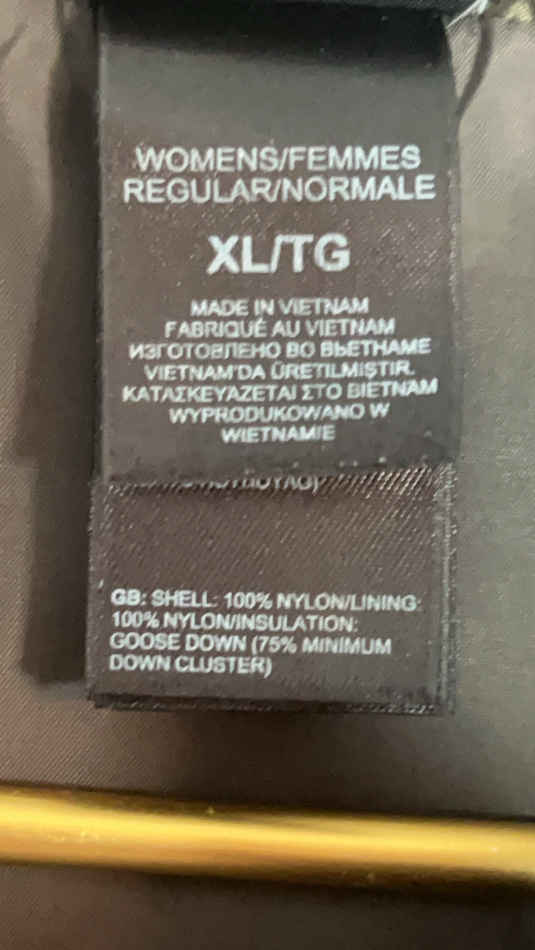 WOMENS/FEMMES
REGULAR/NORMALE
XL/TG
MADE IN VIETNAM
FABRIQUÉ AU VIETNAM
ИЗГОТОВЛЕНО ВО ВЬЕТНАМЕ
VIETNAM'DA ÜRETILMIŞTIR.
ΚΑΤΑΣΚΕΥΑΖΕΤΑΙ ΣΤΟ ΒΙΕΤΝΑΜ
WYPRODUKOWANO W
WIETNAMIE
GB: SHELL: 100% NYLON/LINING:
100% NYLON/INSULATION:
GOOSE DOWN (75% MINIMUM
DOWN CLUSTER)